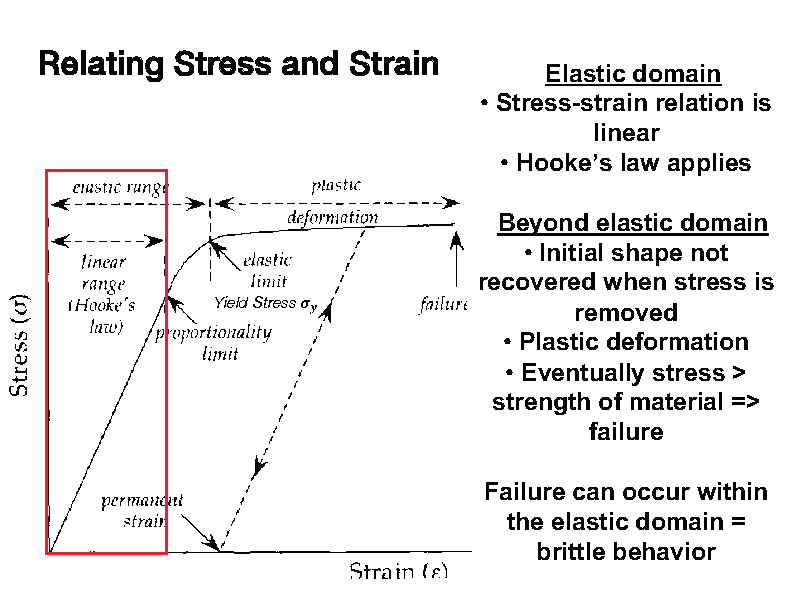 Relating Stress and Strain
elastic range
plastic
deformation
linear
range
(Hooke's
law)
elastic
limit
Yield Stress σy
failure
proportionality
limit
permanent
strain
Stress (σ)
Strain (ε)
Elastic domain
• Stress-strain relation is
linear
• Hooke’s law applies
Beyond elastic domain
• Initial shape not
recovered when stress is
removed
• Plastic deformation
• Eventually stress >
strength of material =>
failure
Failure can occur within
the elastic domain =
brittle behavior